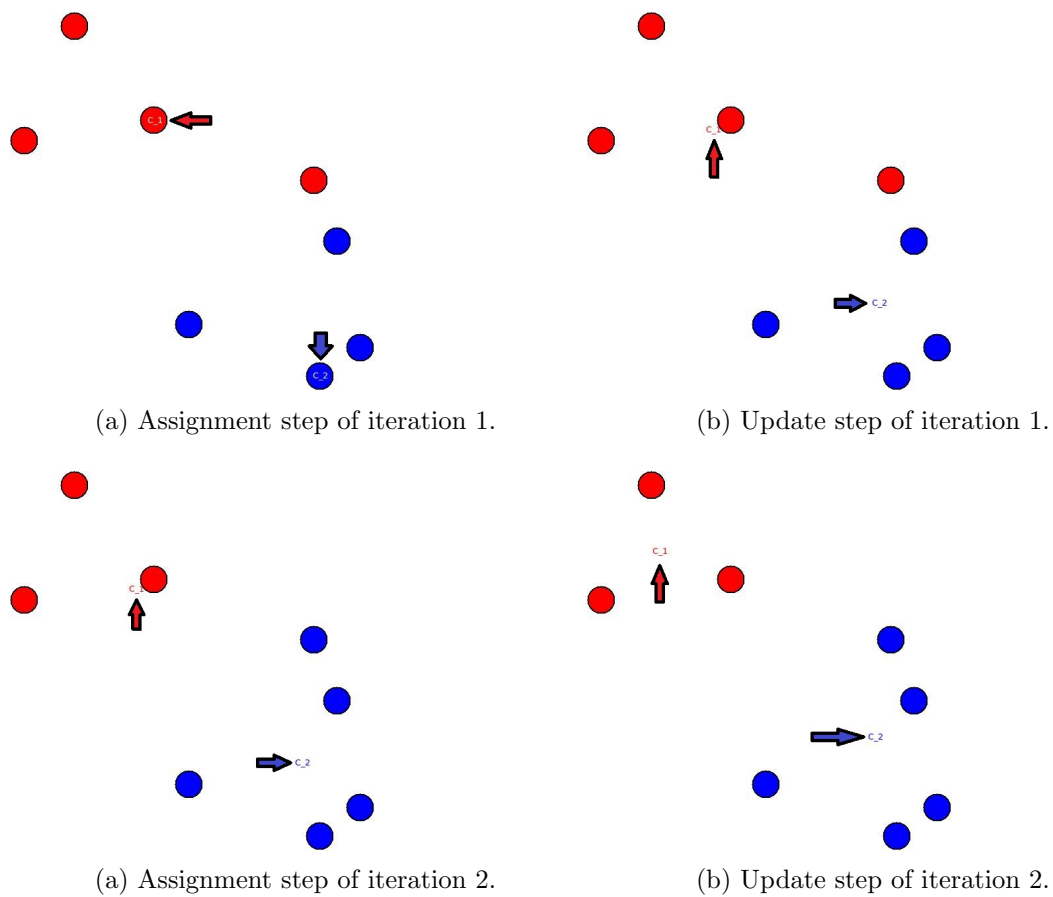 C_1
C_2
C_1
C_2
(a) Assignment step of iteration 1.
(b) Update step of iteration 1.
C_1
C_2
C_1
C_2
(a) Assignment step of iteration 2.
(b) Update step of iteration 2.